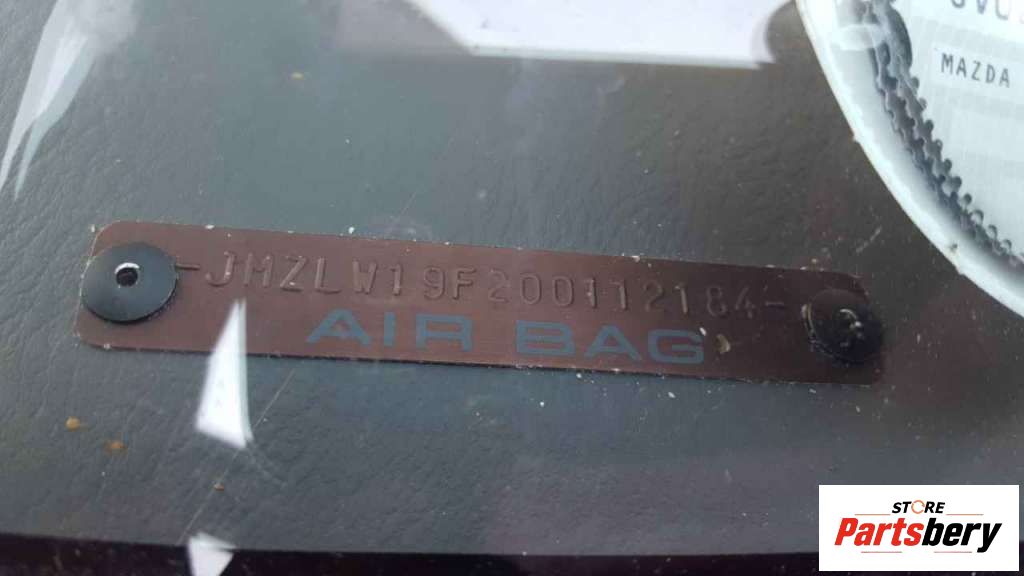 MAZDA
-JMZLW19F200112184-
AIR BAG
STORE
Partsbery